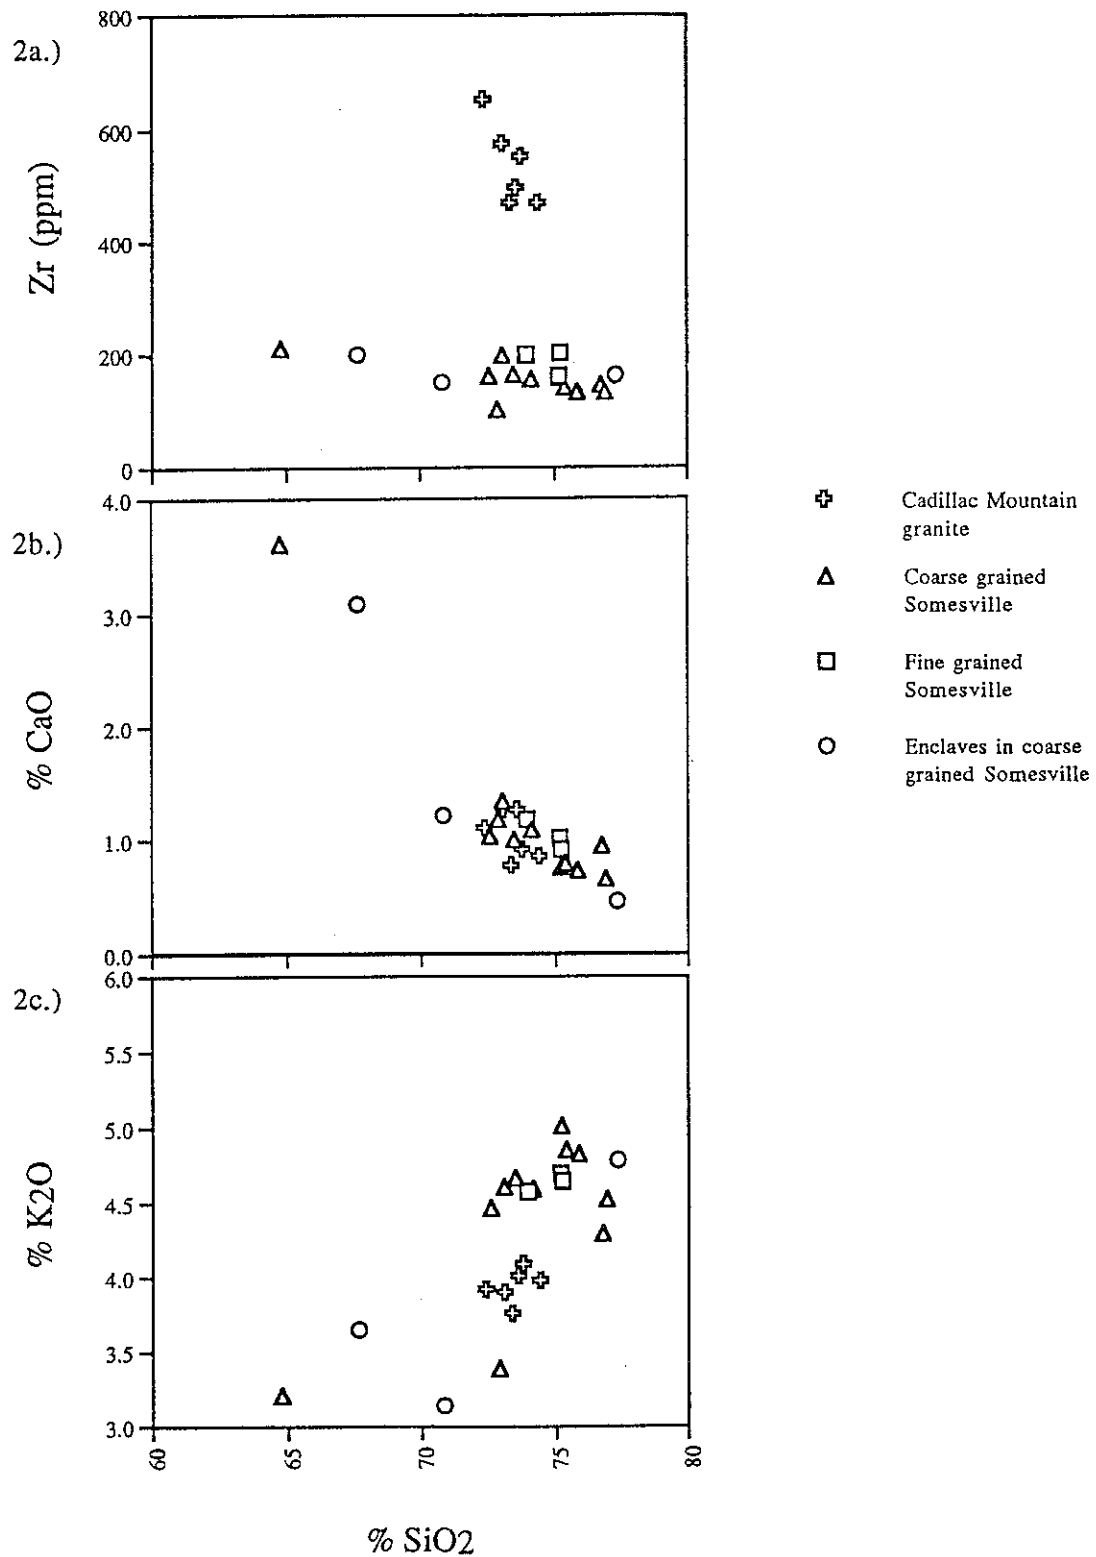 2a.)
Zr (ppm)
800
600
400
200
0
2b.)
% CaO
4.0
3.0
2.0
1.0
0.0
2c.)
% K2O
6.0
5.5
5.0
4.5
4.0
3.5
3.0
60
65
70
75
80
% SiO2
Cadillac Mountain
granite
Coarse grained
Somesville
Fine grained
Somesville
Enclaves in coarse
grained Somesville